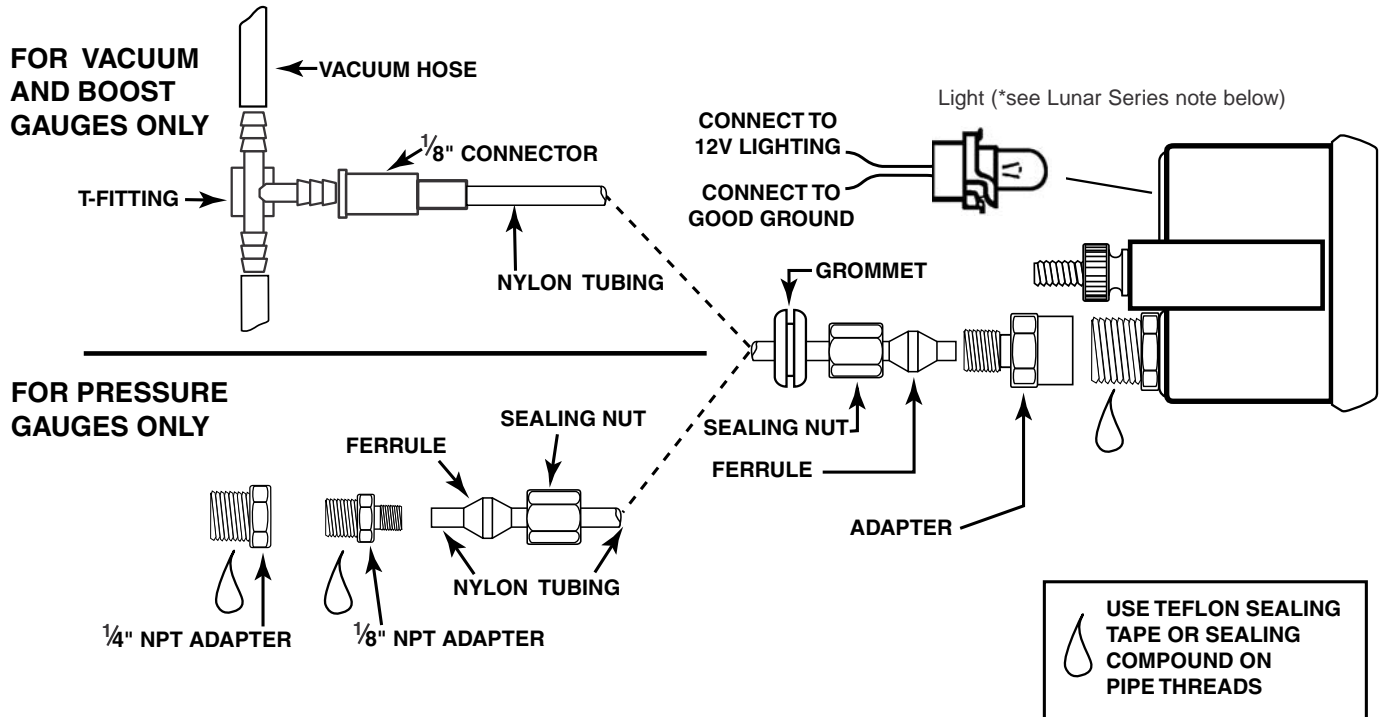 FOR VACUUM
AND BOOST
GAUGES ONLY
VACUUM HOSE
⅛" CONNECTOR
T-FITTING
NYLON TUBING
Light (*see Lunar Series note below)
CONNECT TO
12V LIGHTING
CONNECT TO
GOOD GROUND
GROMMET
SEALING NUT
FERRULE
ADAPTER
FOR PRESSURE
GAUGES ONLY
SEALING NUT
FERRULE
NYLON TUBING
¼" NPT ADAPTER
⅛" NPT ADAPTER
USE TEFLON SEALING
TAPE OR SEALING
COMPOUND ON
PIPE THREADS